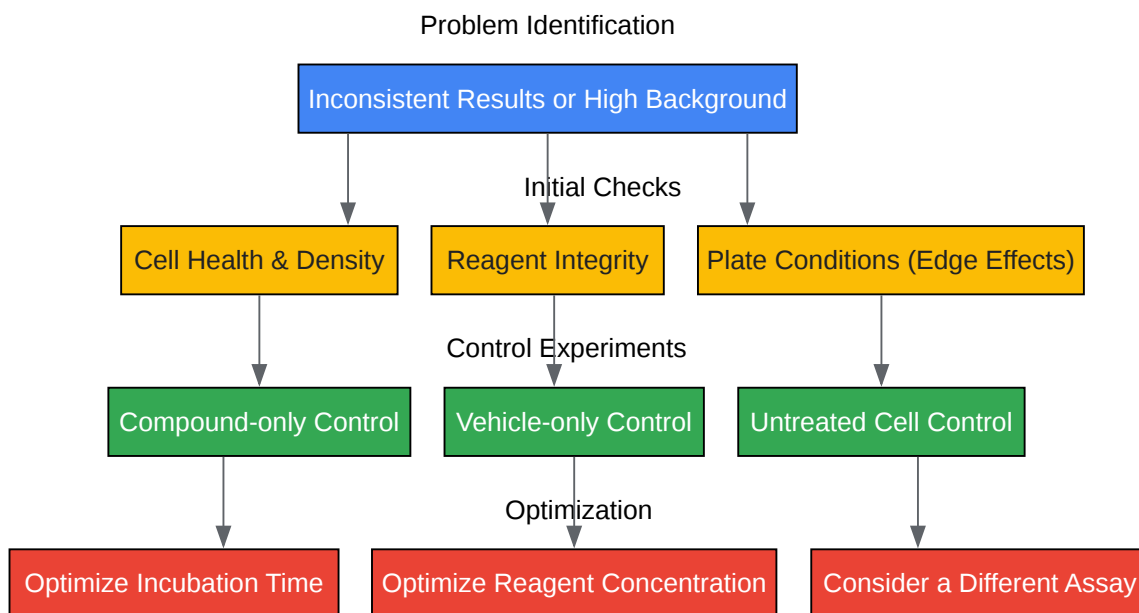 Problem Identification
Inconsistent Results or High Background
Initial Checks
Cell Health & Density
Reagent Integrity
Plate Conditions (Edge Effects)
Control Experiments
Compound-only Control
Vehicle-only Control
Untreated Cell Control
Optimization
Optimize Incubation Time
Optimize Reagent Concentration
Consider a Different Assay